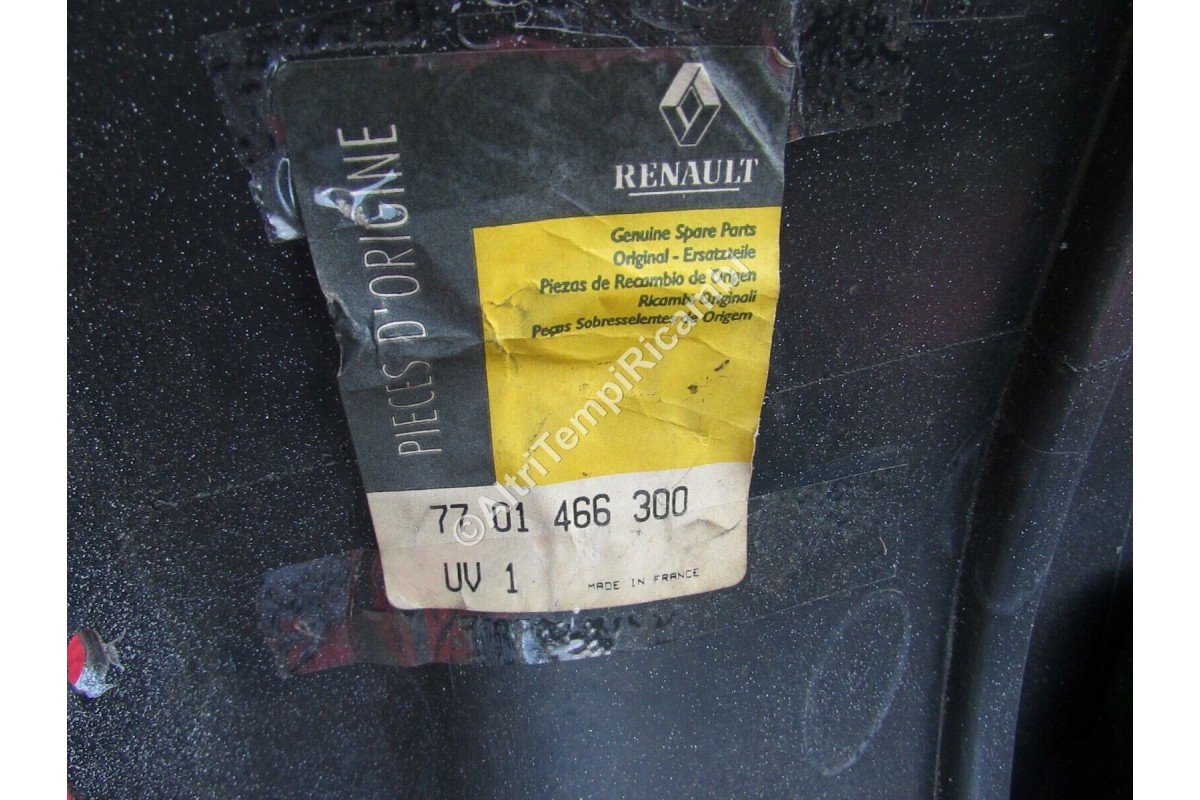 RENAULT
PIECES D'ORIGINE
Genuine Spare Parts
Original - Ersatzteile
Piezas de Recambio de Origen
Ricambi Originali
Peças Sobresselentes de Origem
©AltriTempiRicambi
77 01 466 300
UV 1
MADE IN FRANCE